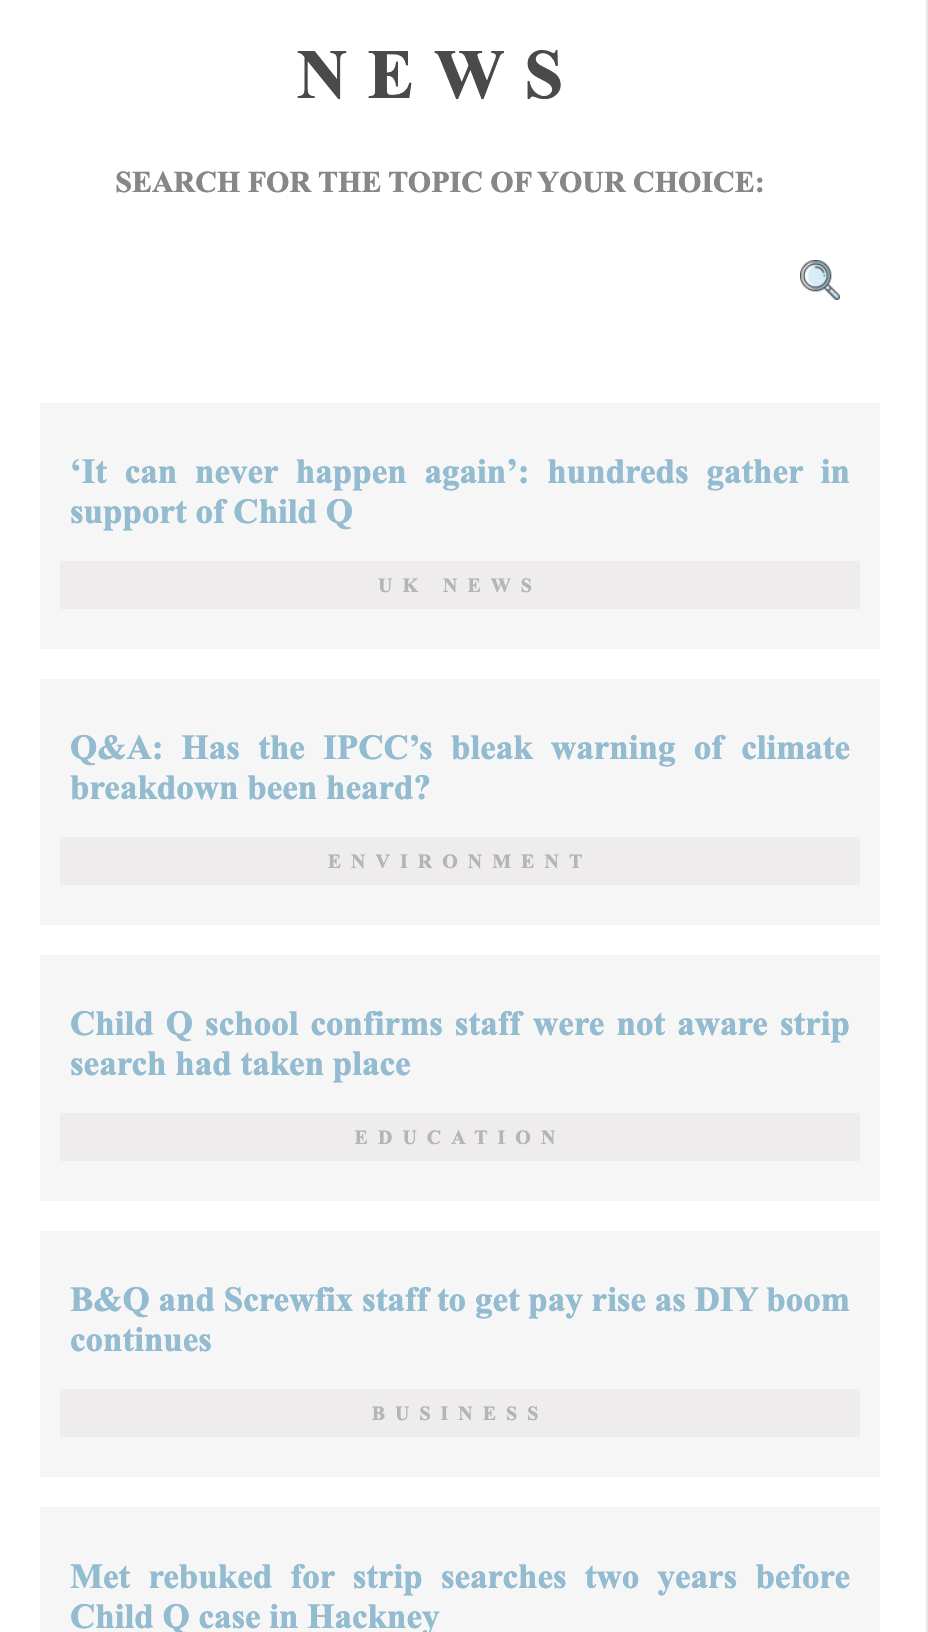 NEWS
SEARCH FOR THE TOPIC OF YOUR CHOICE:
‘It can never happen again’: hundreds gather in
support of Child Q
UK NEWS
Q&A: Has the IPCC’s bleak warning of climate
breakdown been heard?
ENVIRONMENT
Child Q school confirms staff were not aware strip
search had taken place
EDUCATION
B&Q and Screwfix staff to get pay rise as DIY boom
continues
BUSINESS
Met rebuked for strip searches two years before
Child Q case in Hackney